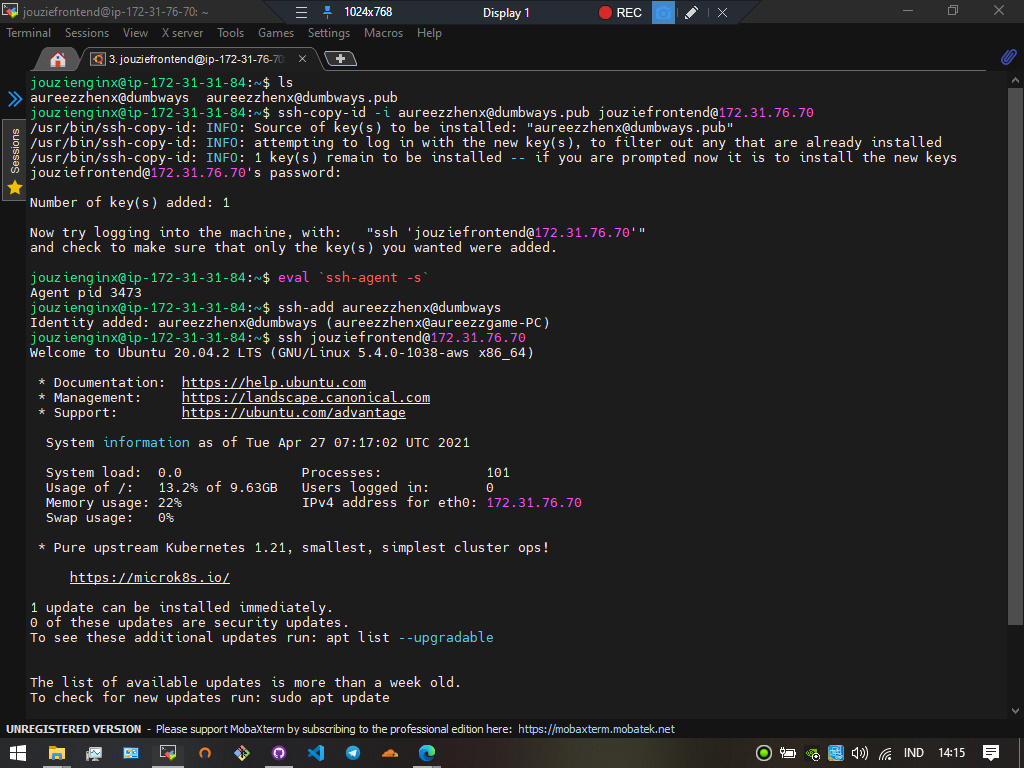 jouziefrontend@ip-172-31-76-70: ~
1024x768
Display 1
REC
Terminal Sessions View X server Tools Games Settings Macros Help
3. jouziefrontend@ip-172-31-76-70
Sessions
jouzienginx@ip-172-31-31-84:~$ ls
aureezzhenx@dumbways  aureezzhenx@dumbways.pub
jouzienginx@ip-172-31-31-84:~$ ssh-copy-id -i aureezzhenx@dumbways.pub jouziefrontend@172.31.76.70
/usr/bin/ssh-copy-id: INFO: Source of key(s) to be installed: "aureezzhenx@dumbways.pub"
/usr/bin/ssh-copy-id: INFO: attempting to log in with the new key(s), to filter out any that are already installed
/usr/bin/ssh-copy-id: INFO: 1 key(s) remain to be installed -- if you are prompted now it is to install the new keys
jouziefrontend@172.31.76.70's password:
Number of key(s) added: 1
Now try logging into the machine, with:   "ssh 'jouziefrontend@172.31.76.70'"
and check to make sure that only the key(s) you wanted were added.
jouzienginx@ip-172-31-31-84:~$ eval `ssh-agent -s`
Agent pid 3473
jouzienginx@ip-172-31-31-84:~$ ssh-add aureezzhenx@dumbways
Identity added: aureezzhenx@dumbways (aureezzhenx@aureezzgame-PC)
jouzienginx@ip-172-31-31-84:~$ ssh jouziefrontend@172.31.76.70
Welcome to Ubuntu 20.04.2 LTS (GNU/Linux 5.4.0-1038-aws x86_64)
* Documentation:  https://help.ubuntu.com
* Management:     https://landscape.canonical.com
* Support:        https://ubuntu.com/advantage
System information as of Tue Apr 27 07:17:02 UTC 2021
System load:  0.0               Processes:             101
Usage of /:   13.2% of 9.63GB   Users logged in:       0
Memory usage: 22%               IPv4 address for eth0: 172.31.76.70
Swap usage:   0%
* Pure upstream Kubernetes 1.21, smallest, simplest cluster ops!
https://microk8s.io/
1 update can be installed immediately.
0 of these updates are security updates.
To see these additional updates run: apt list --upgradable
The list of available updates is more than a week old.
To check for new updates run: sudo apt update
UNREGISTERED VERSION - Please support MobaXterm by subscribing to the professional edition here: https://mobaxterm.mobatek.net
IND 14:15